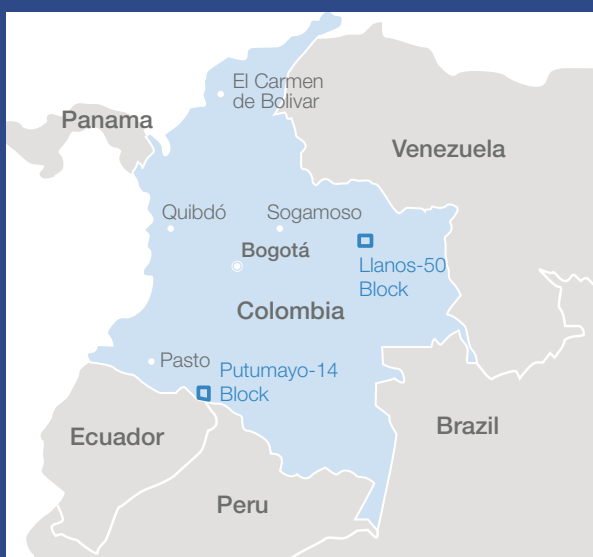 El Carmen
de Bolivar
Panama
Venezuela
Quibdó
Sogamoso
Bogotá
Llanos-50
Block
Colombia
Pasto
Putumayo-14
Block
Ecuador
Brazil
Peru